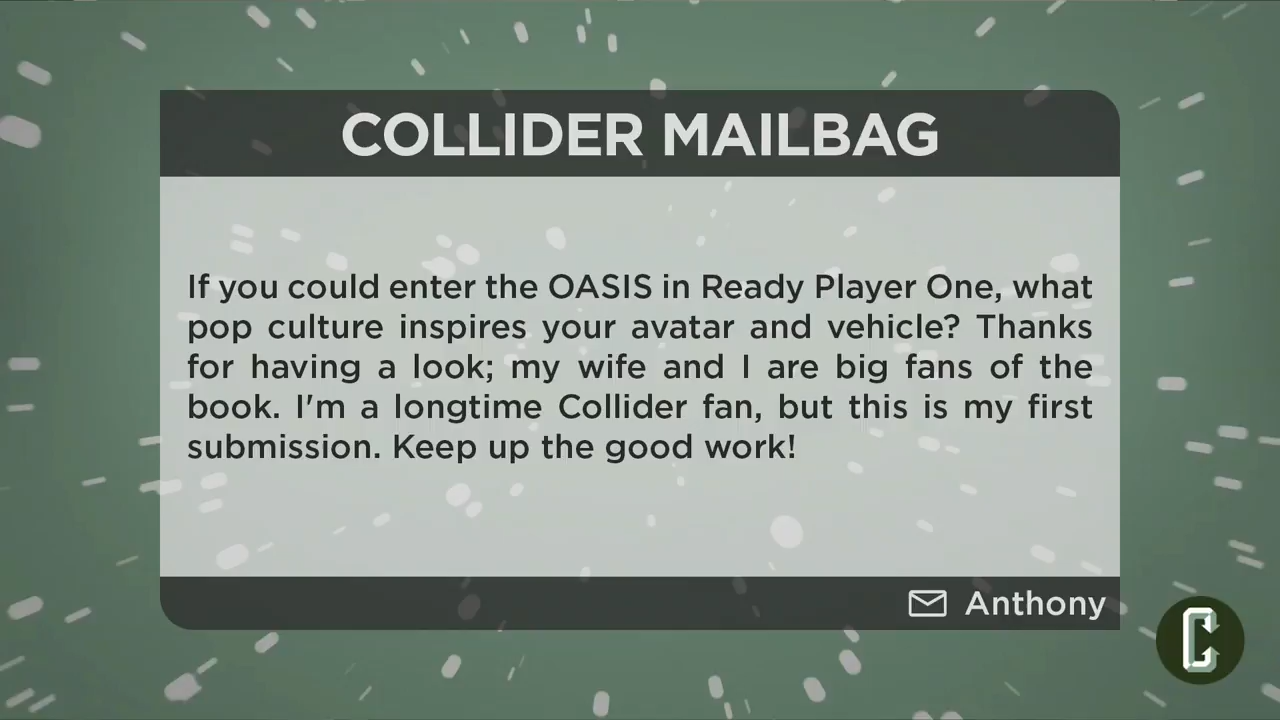 COLLIDER MAILBAG
If you could enter the OASIS in Ready Player One, what
pop culture inspires your avatar and vehicle? Thanks
for having a look; my wife and I are big fans of the
book. I'm a longtime Collider fan, but this is my first
submission. Keep up the good work!
Anthony
C